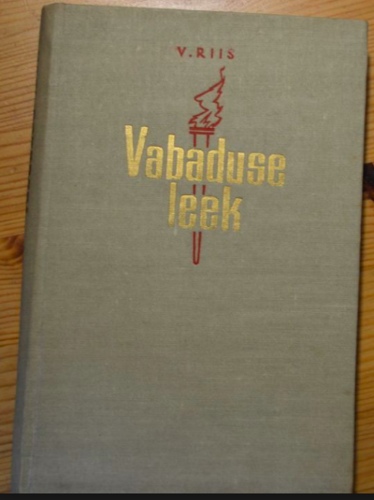 V. RIIS
Vabaduse
leek